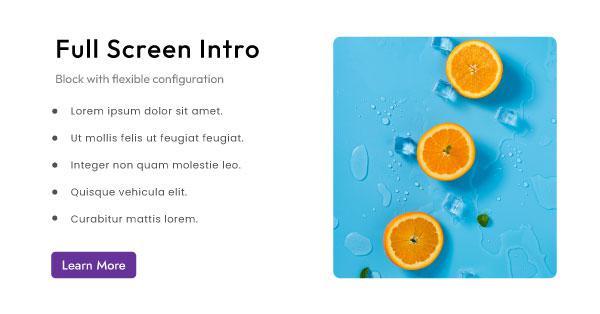 Full Screen Intro
Block with flexible configuration
Lorem ipsum dolor sit amet.
Ut mollis felis ut feugiat feugiat.
Integer non quam molestie leo.
Quisque vehicula elit.
Curabitur mattis lorem.
Learn More